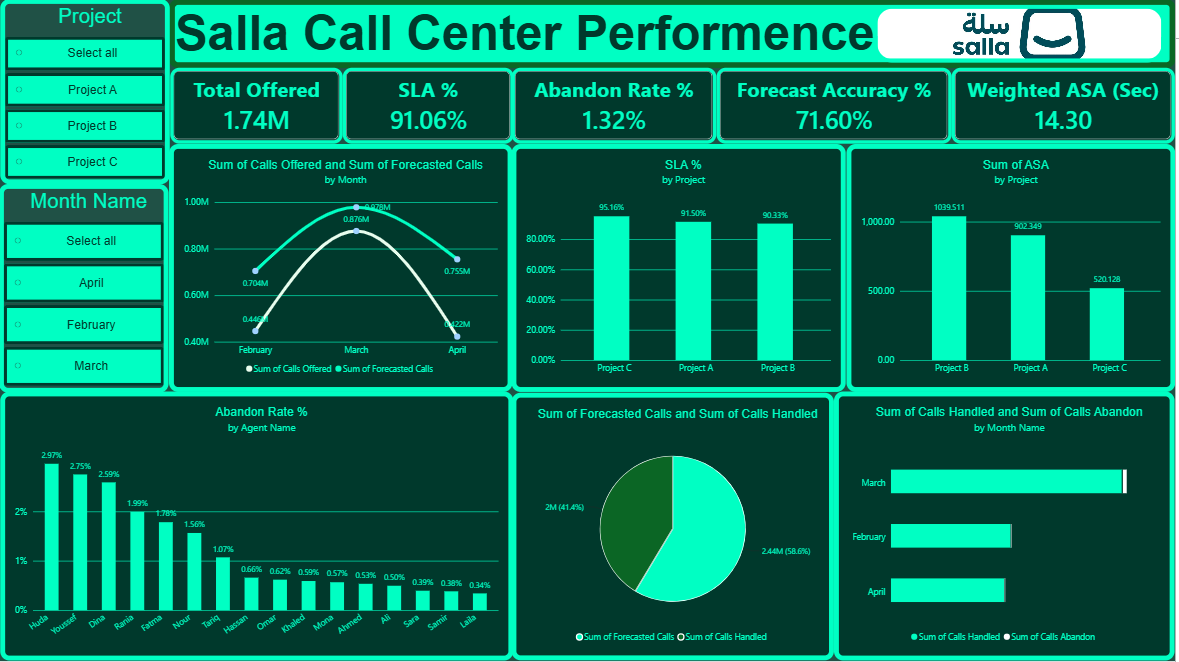 Project
Select all
Project A
Project B
Project C
Month Name
Select all
April
February
March
Salla Call Center Performence
سلة
salla
Total Offered
1.74M
SLA %
91.06%
Abandon Rate %
1.32%
Forecast Accuracy %
71.60%
Weighted ASA (Sec)
14.30
Sum of Calls Offered and Sum of Forecasted Calls
by Month
1.00M
0.80M
0.60M
0.40M
0.978M
0.876M
0.704M
0.755M
0.446M
0.422M
February March April
Sum of Calls Offered Sum of Forecasted Calls
SLA %
by Project
95.16% 91.50% 90.33%
80.00%
60.00%
40.00%
20.00%
0.00%
Project C Project A Project B
Sum of ASA
by Project
1039.511
902.349
520.128
1,000.00
500.00
0.00
Project B Project A Project C
Abandon Rate %
by Agent Name
2.97% 2.75% 2.59% 1.99% 1.78% 1.56% 1.07% 0.66% 0.62% 0.59% 0.57% 0.53% 0.50% 0.39% 0.38% 0.34%
2%
1%
0%
Huda Youssef Dina Rania Fatma Nour Tariq Hassan Omar Khaled Mona Ahmed Ali Sara Samir Laila
Sum of Forecasted Calls and Sum of Calls Handled
2M (41.4%)
2.44M (58.6%)
Sum of Forecasted Calls Sum of Calls Handled
Sum of Calls Handled and Sum of Calls Abandon
by Month Name
March
February
April
Sum of Calls Handled Sum of Calls Abandon